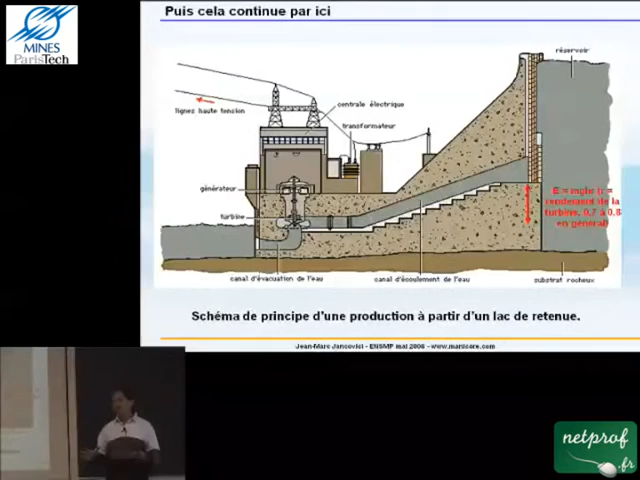 Puis cela continue par ici
MINES
ParisTech
réservoir
centrale électrique
lignes haute tension
transformateur
générateur
E = mghr (r =
rendement de la
turbine, 0,7 à 0.8
en général)
turbine
canal d'évacuation de l'eau
canal d'écoulement de l'eau
substrat rocheux
Schéma de principe d'une production à partir d'un lac de retenue.
Jean-Marc Jancovici - ENSMP mai 2006 - www.manicore.com
netprof
.fr